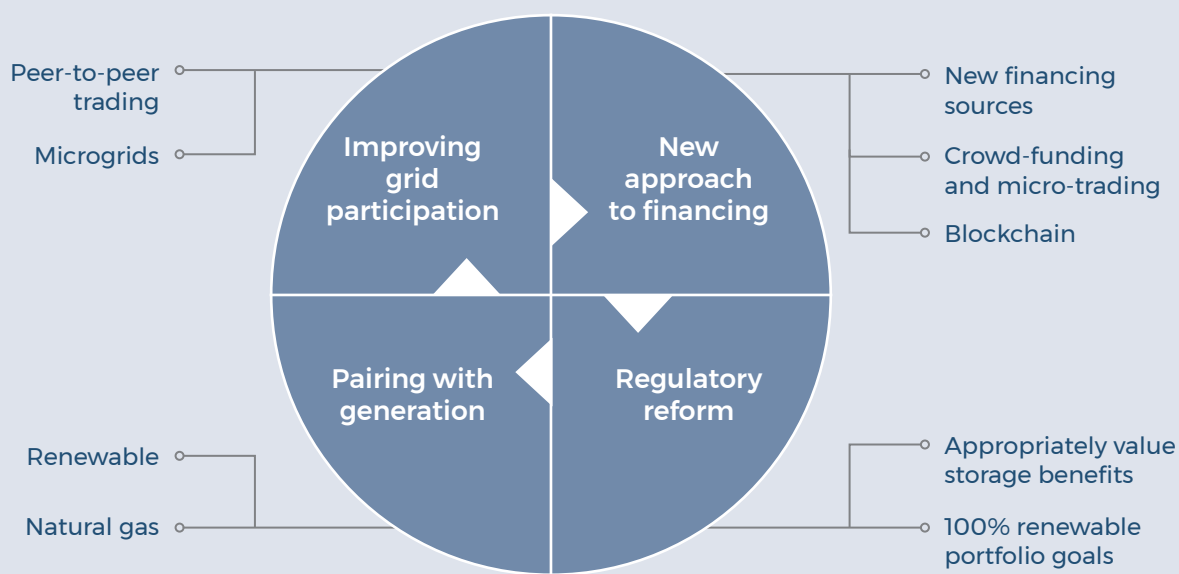 Peer-to-peer
trading
Microgrids
Improving
grid
participation
New
approach
to financing
New financing
sources
Crowd-funding
and micro-trading
Blockchain
Pairing with
generation
Regulatory
reform
Renewable
Natural gas
Appropriately value
storage benefits
100% renewable
portfolio goals